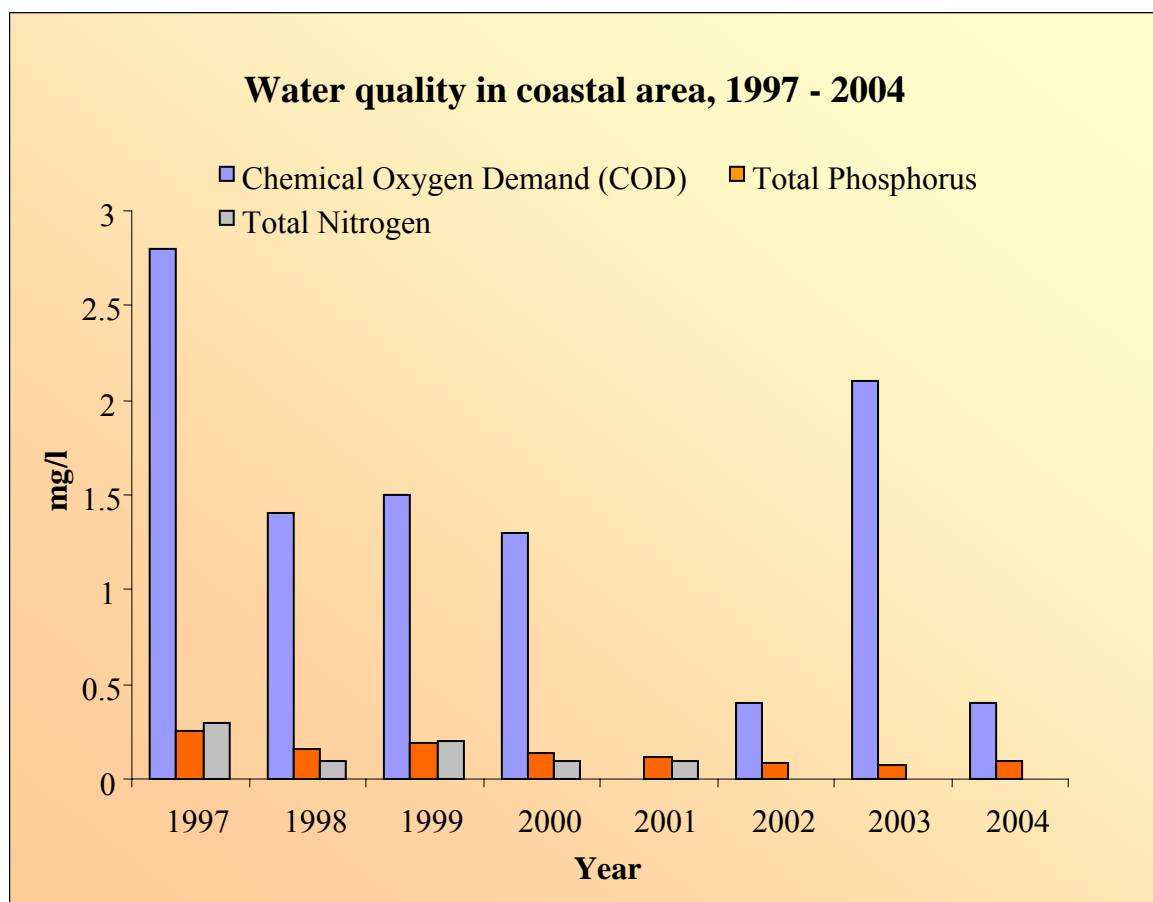 Water quality in coastal area, 1997 - 2004
Chemical Oxygen Demand (COD) Total Phosphorus
Total Nitrogen
3
2.5
2
1.5
1
0.5
0
mg/l
1997 1998 1999 2000 2001 2002 2003 2004
Year